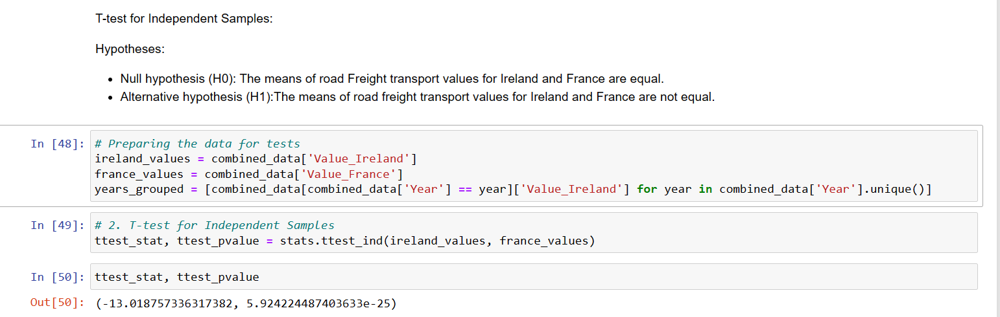 T-test for Independent Samples:
Hypotheses:
• Null hypothesis (H0): The means of road Freight transport values for Ireland and France are equal.
• Alternative hypothesis (H1):The means of road freight transport values for Ireland and France are not equal.
In [48]: # Preparing the data for tests
ireland_values = combined_data['Value_Ireland']
france_values = combined_data['Value_France']
years_grouped = [combined_data[combined_data['Year'] == year]['Value_Ireland'] for year in combined_data['Year'].unique()]
In [49]: # 2. T-test for Independent Samples
ttest_stat, ttest_pvalue = stats.ttest_ind(ireland_values, france_values)
In [50]: ttest_stat, ttest_pvalue
Out[50]: (-13.018757336317382, 5.924224487403633e-25)